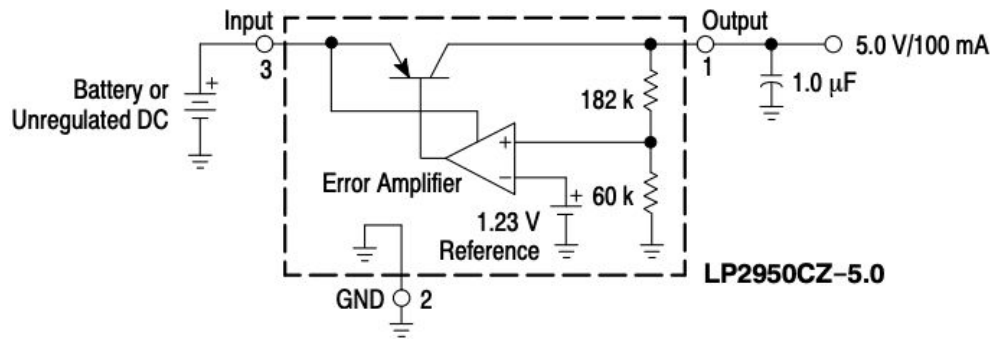 Input
3
Output
1
5.0 V/100 mA
1.0 μF
Battery or
Unregulated DC
+
182 k
60 k
Error Amplifier
+
−
+
1.23 V
Reference
GND
2
LP2950CZ−5.0